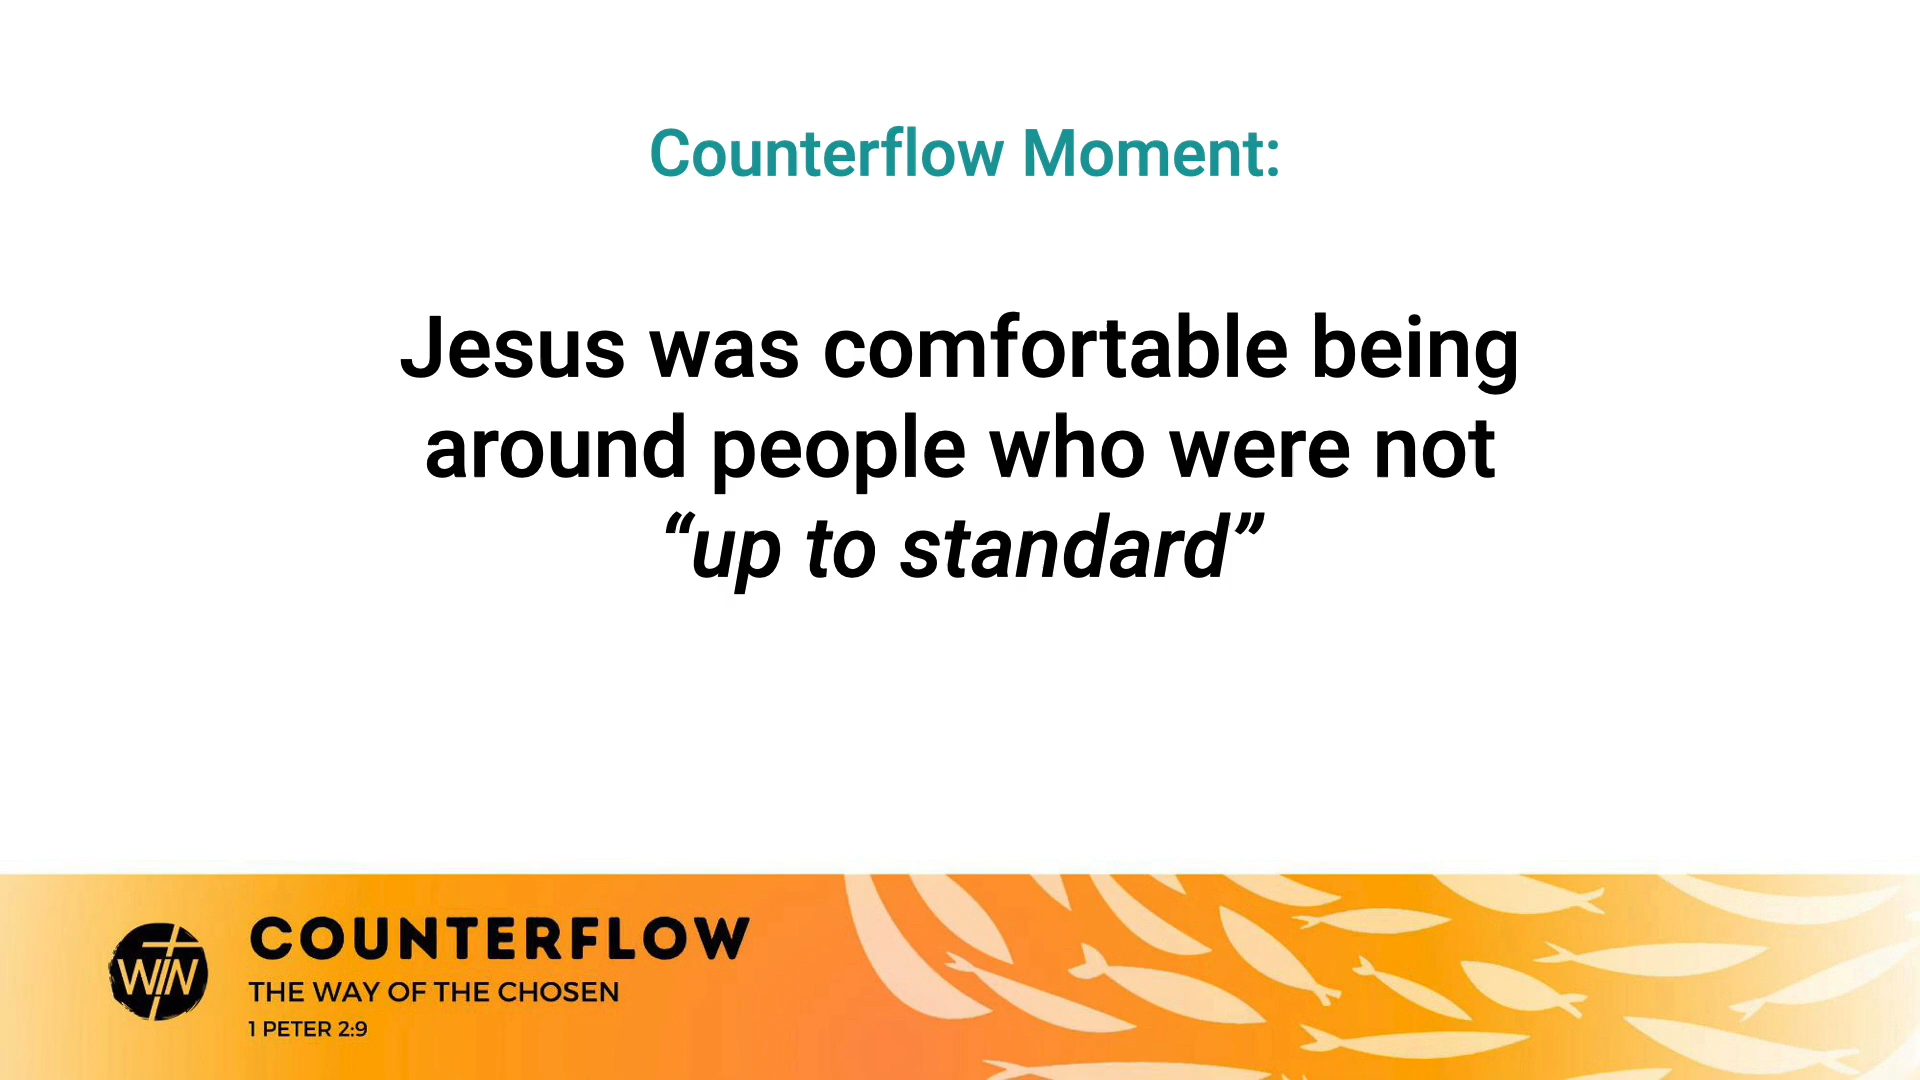 Counterflow Moment:
Jesus was comfortable being
around people who were not
“up to standard”
WIN
COUNTERFLOW
THE WAY OF THE CHOSEN
1 PETER 2:9